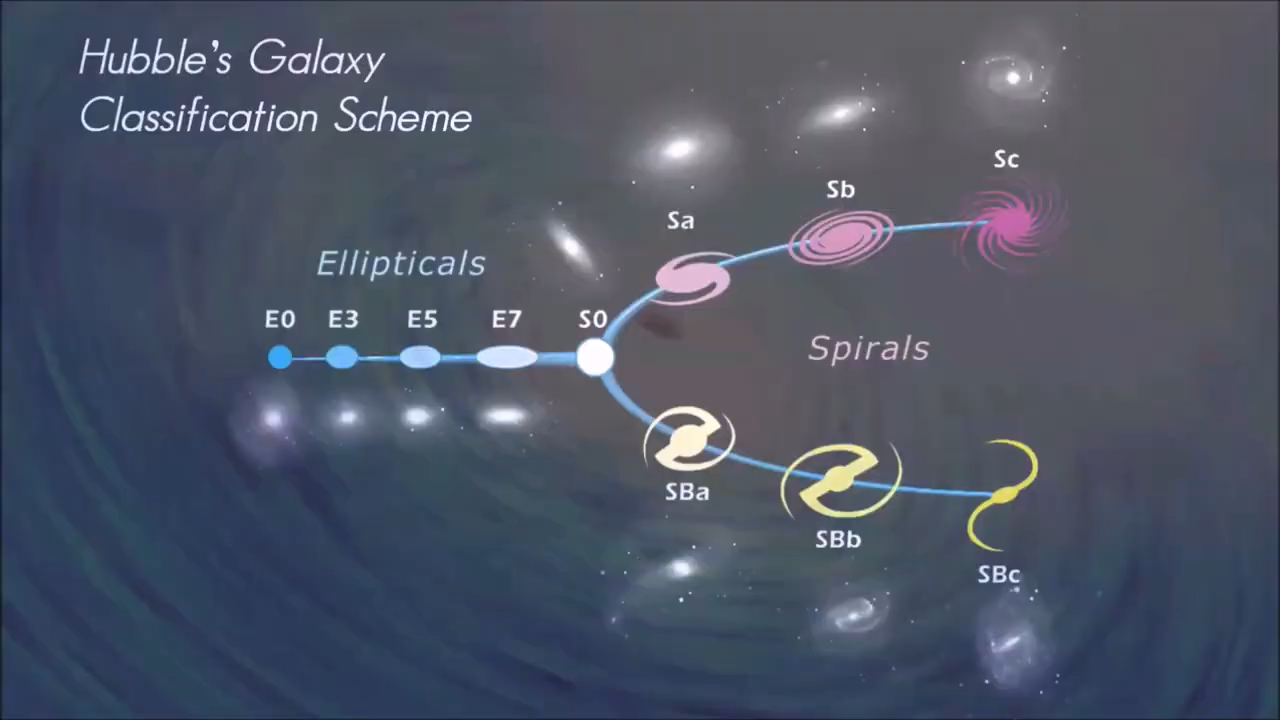 Hubble's Galaxy
Classification Scheme
Sc
Sb
Sa
Ellipticals
E0 E3 E5 E7 S0
Spirals
SBa
SBb
SBc